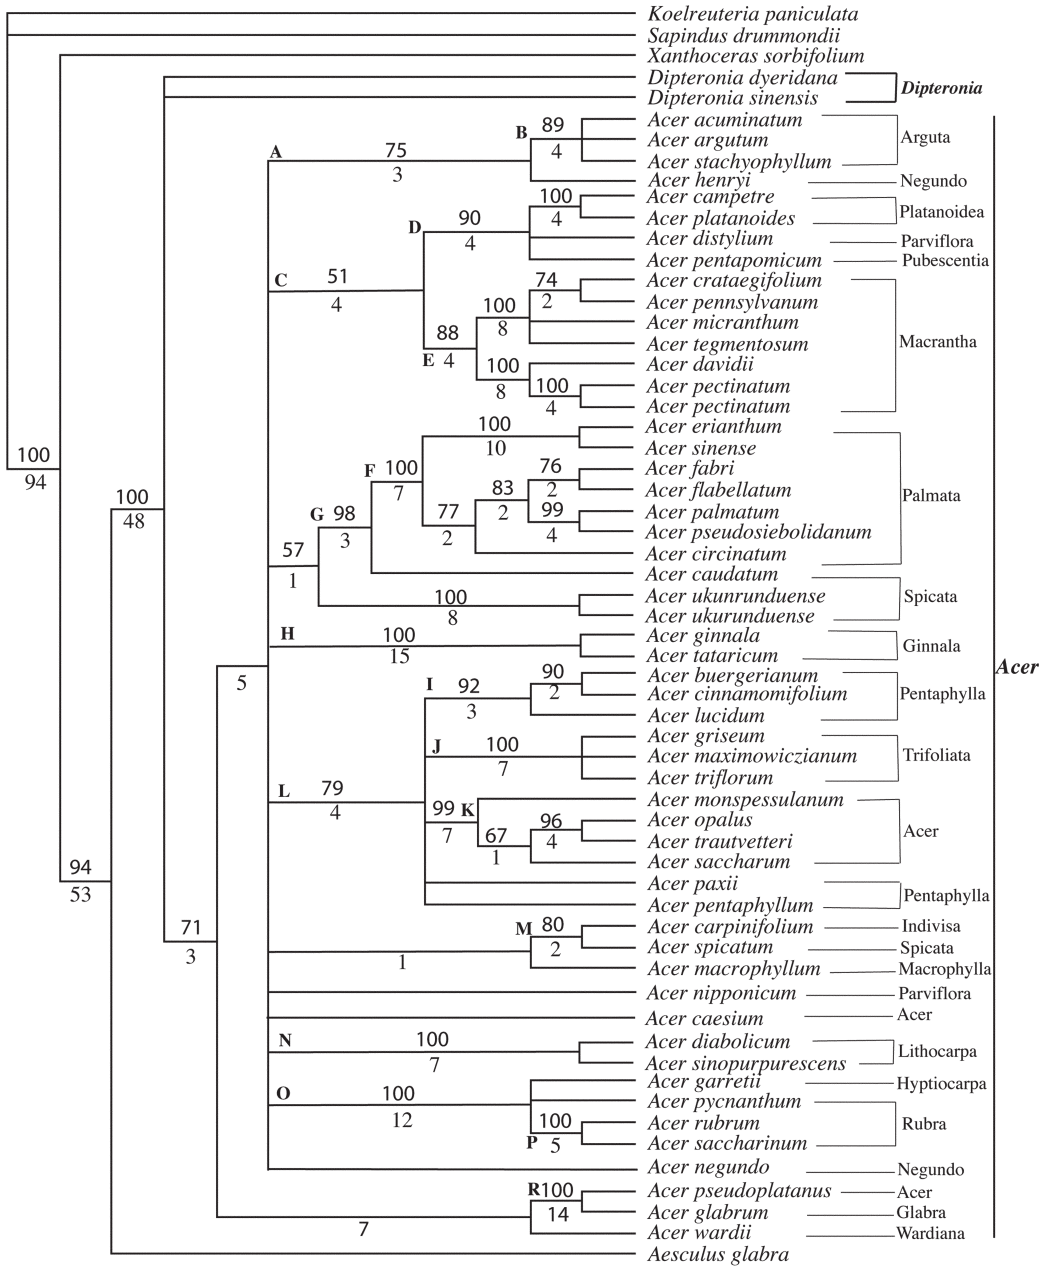 Koelreuteria paniculata
Sapindus drummondii
Xanthoceras sorbifolium
Dipteronia dyeridana
Dipteronia sinensis
Dipteronia
Acer acuminatum
B 89
Acer argutum
Arguta
A 75
4
3
Acer stachyophyllum
Acer henryi Negundo
Acer campetre
100
Platanoidea
Acer platanoides
D 90
4
4
Acer distylium Parviflora
Acer pentapomicum Pubescentia
C 51
4
Acer crataegifolium
74
2
Acer pennsylvanum
100
8
Acer micranthum
Macrantha
88
E 4
Acer tegmentosum
100
8
Acer davidii
100
4
Acer pectinatum
Acer pectinatum
Acer erianthum
100
10
Acer sinense
F 100
7
Acer fabri
76
2
Acer flabellatum
83
2
Palmata
Acer palmatum
99
4
77
2
Acer pseudosiebolidanum
G 98
3
Acer circinatum
57
1
Acer caudatum
Acer ukunrunduense
100
8
Spicata
Acer ukurunduense
Acer ginnala
H 100
15
Ginnala
Acer tataricum
Acer
5
Acer buergerianum
90
2
I 92
3
Acer cinnamomifolium
Pentaphylla
Acer lucidum
Acer griseum
J 100
7
Acer maximowiczianum
Trifoliata
Acer triflorum
L 79
4
Acer monspessulanum
99 K
7
Acer opalus
96
4
Acer
67
1
Acer trautvetteri
Acer saccharum
Acer paxii
Pentaphylla
Acer pentaphyllum
Acer carpinifolium Indivisa
M 80
2
Acer spicatum Spicata
1
Acer macrophyllum Macrophylla
Acer nipponicum Parviflora
Acer caesium Acer
Acer diabolicum
N 100
7
Lithocarpa
Acer sinopurpurescens
Acer garretii Hyptiocarpa
O 100
12
Acer pycnanthum
Acer rubrum
100
P 5
Rubra
Acer saccharinum
Acer negundo Negundo
Acer pseudoplatanus Acer
R 100
14
Acer glabrum Glabra
7
Acer wardii Wardiana
Aesculus glabra
100
94
100
48
94
53
71
3